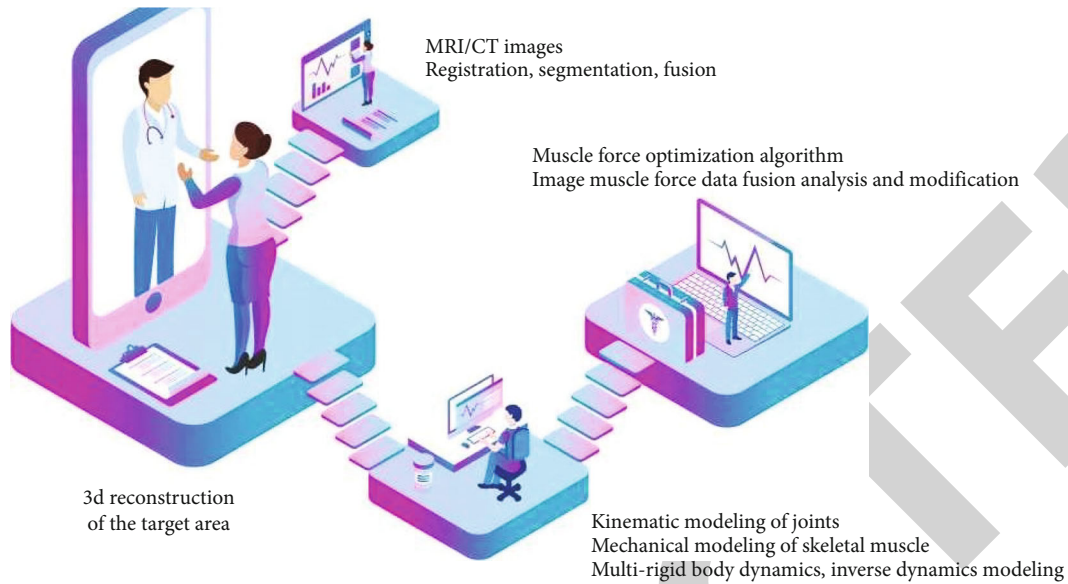 MRI/CT images
Registration, segmentation, fusion
Muscle force optimization algorithm
Image muscle force data fusion analysis and modification
3d reconstruction
of the target area
Kinematic modeling of joints
Mechanical modeling of skeletal muscle
Multi-rigid body dynamics, inverse dynamics modeling